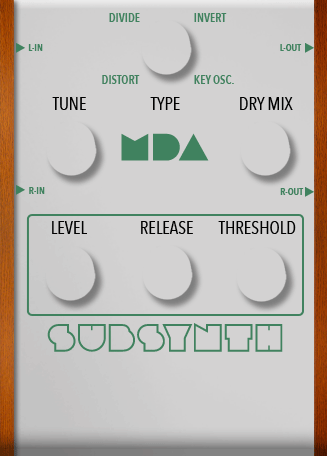 DIVIDE INVERT
L-IN L-OUT
DISTORT KEY OSC.
TUNE TYPE DRY MIX
MDA
R-IN R-OUT
LEVEL RELEASE THRESHOLD
SUBSYNTH